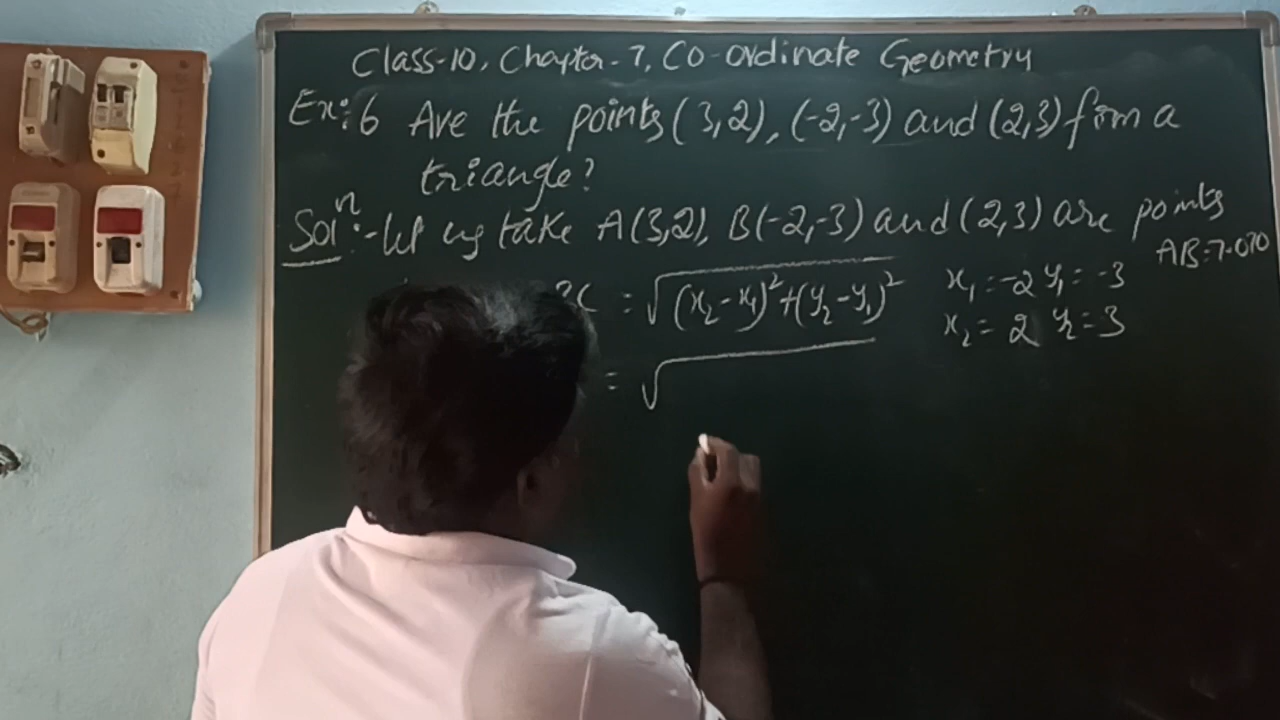 Class-10, Chapter-7, Co-ordinate Geometry
Ex:6 Are the points (3,2), (-2,-3) and (2,3) form a
triangle?
Solⁿ:- Let us take A(3,2), B(-2,-3) and (2,3) are points
AB=7.070
BC = √(x₂-x₁)²+(y₂-y₁)² x₁=-2 y₁=-3
x₂=2 y₂=3
= √